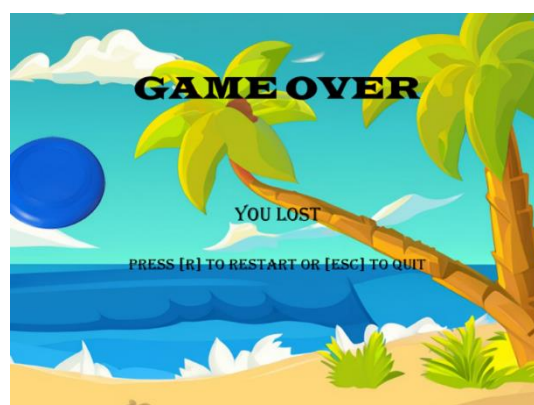 GAME OVER
YOU LOST
PRESS [R] TO RESTART OR [ESC] TO QUIT